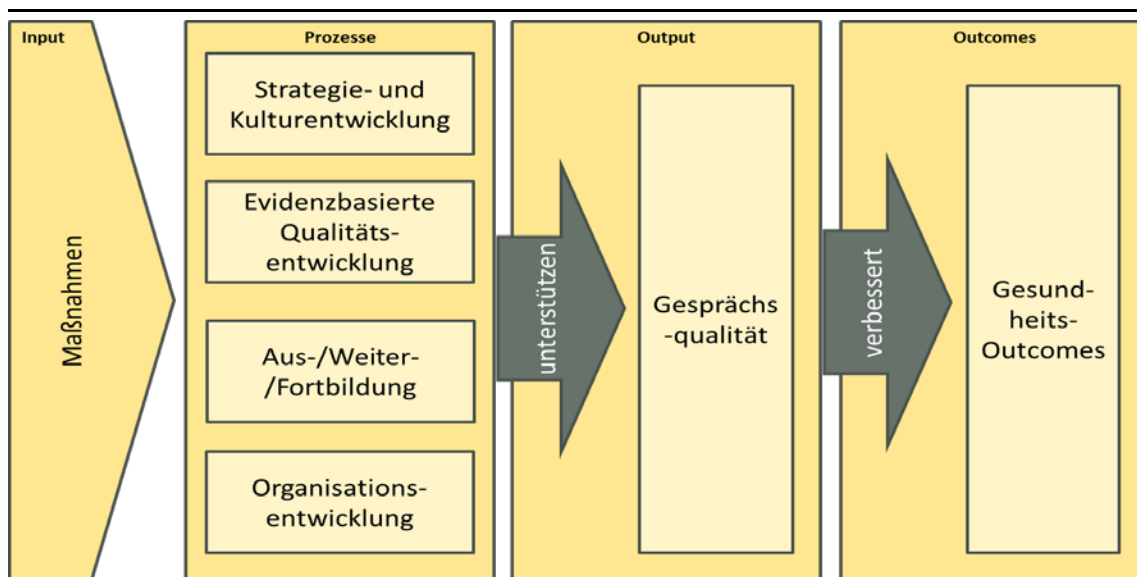 Input
Maßnahmen
Prozesse
Strategie- und
Kulturentwicklung
Evidenzbasierte
Qualitäts-
entwicklung
Aus-/Weiter-
/Fortbildung
Organisations-
entwicklung
unterstützen
Output
Gesprächs
-qualität
verbessert
Outcomes
Gesund-
heits-
Outcomes